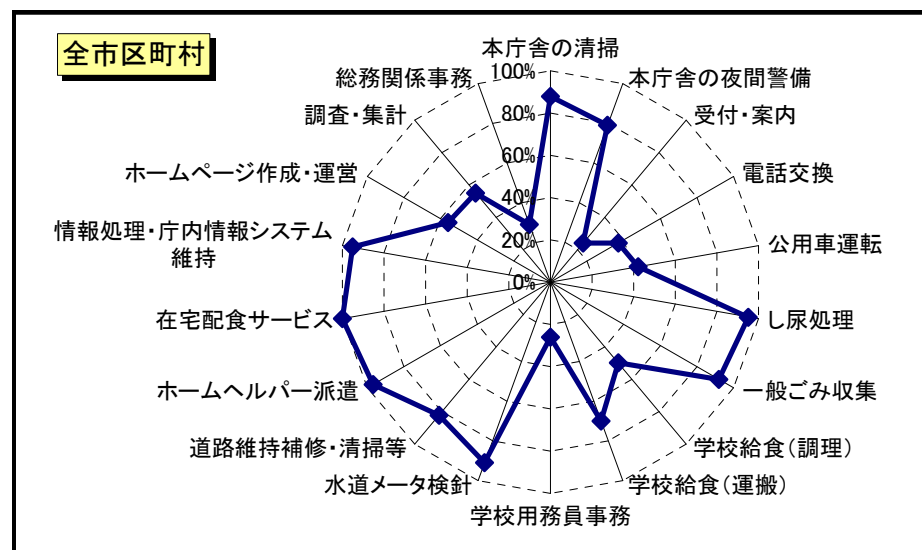 全市区町村
本庁舎の清掃
本庁舎の夜間警備
受付・案内
電話交換
公用車運転
し尿処理
一般ごみ収集
学校給食(調理)
学校給食(運搬)
学校用務員事務
水道メータ検針
道路維持補修・清掃等
ホームヘルパー派遣
在宅配食サービス
情報処理・庁内情報システム
維持
ホームページ作成・運営
調査・集計
総務関係事務
100%
80%
60%
40%
20%
0%